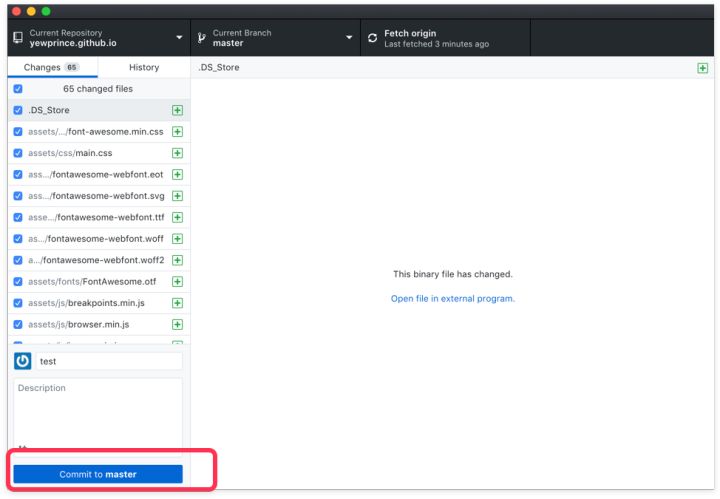 Current Repository
yewprince.github.io
Current Branch
master
Fetch origin
Last fetched 3 minutes ago
Changes 65
History
.DS_Store
65 changed files
.DS_Store
assets/.../font-awesome.min.css
assets/css/main.css
ass.../fontawesome-webfont.eot
ass.../fontawesome-webfont.svg
asse.../fontawesome-webfont.ttf
as.../fontawesome-webfont.woff
a.../fontawesome-webfont.woff2
assets/fonts/FontAwesome.otf
assets/js/breakpoints.min.js
assets/js/browser.min.js
This binary file has changed.
Open file in external program.
test
Description
Commit to master